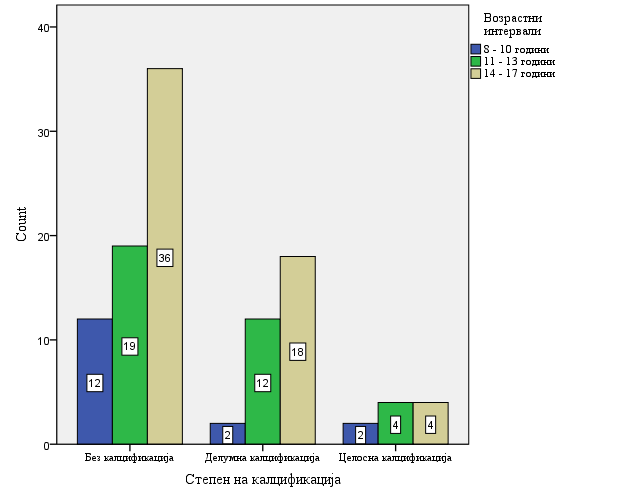 Возрастни
интервали
8 - 10 години
11 - 13 години
14 - 17 години
Count
40
30
20
10
0
12
19
36
2
12
18
2
4
4
Без калцификација
Делумна калцификација
Целосна калцификација
Степен на калцификација